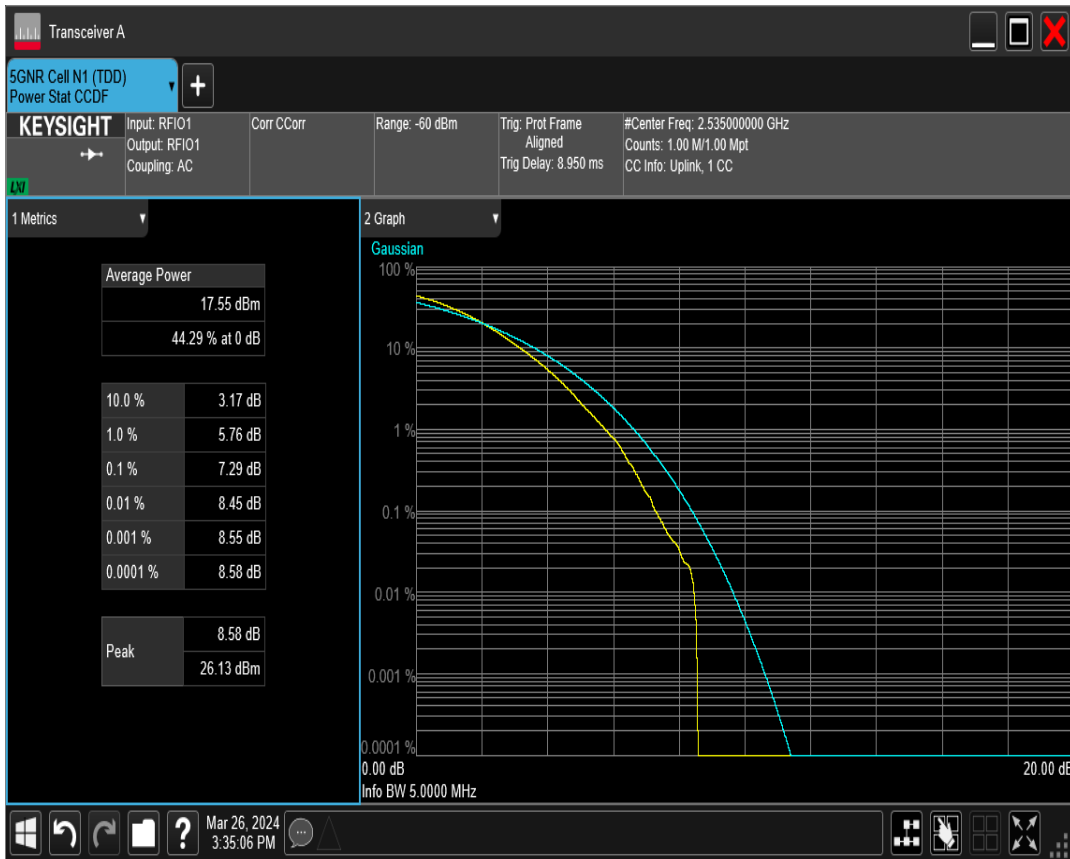 Transceiver A
5GNR Cell N1 (TDD)
Power Stat CCDF
+
KEYSIGHT
LXI
Input: RFIO1
Output: RFIO1
Coupling: AC
Corr CCorr
Range: -60 dBm
Trig: Prot Frame
Aligned
Trig Delay: 8.950 ms
#Center Freq: 2.535000000 GHz
Counts: 1.00 M/1.00 Mpt
CC Info: Uplink, 1 CC
1 Metrics
Average Power
17.55 dBm
44.29 % at 0 dB
10.0 % 3.17 dB
1.0 % 5.76 dB
0.1 % 7.29 dB
0.01 % 8.45 dB
0.001 % 8.55 dB
0.0001 % 8.58 dB
Peak
8.58 dB
26.13 dBm
2 Graph
Gaussian
100 %
10 %
1 %
0.1 %
0.01 %
0.001 %
0.0001 %
0.00 dB
20.00 dB
Info BW 5.0000 MHz
?
Mar 26, 2024
3:35:06 PM